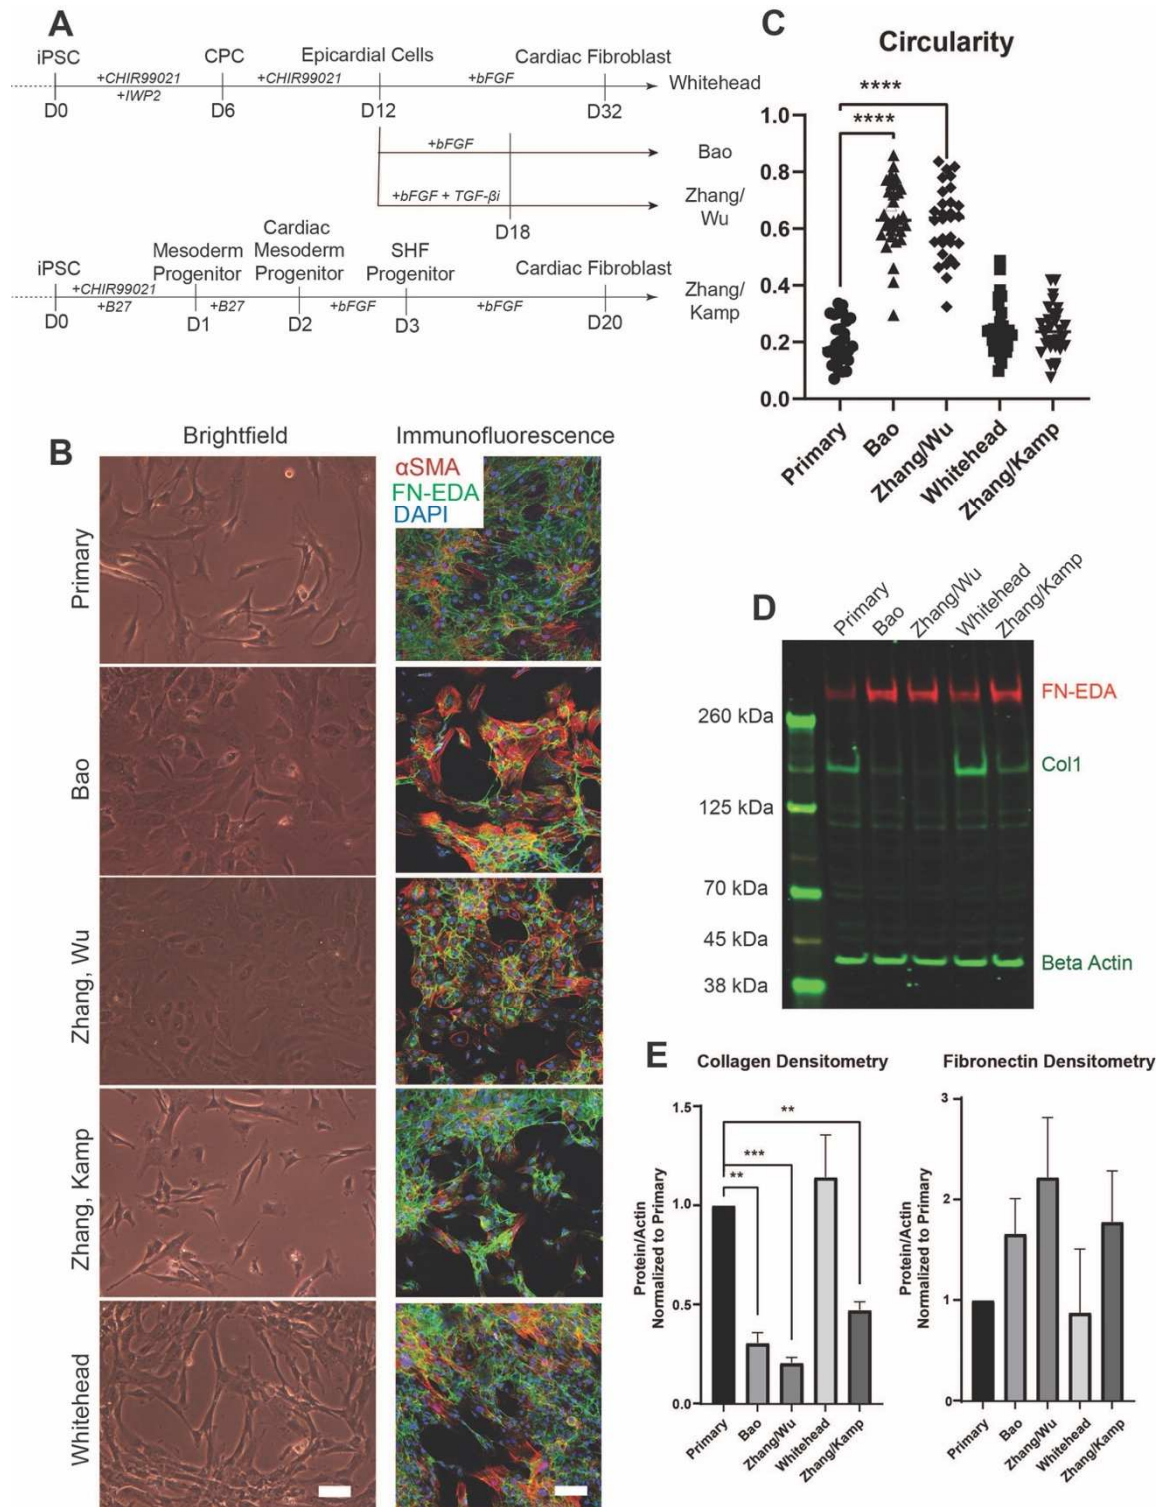 A
iPSC
CPC
Epicardial Cells
Cardiac Fibroblast
+CHIR99021
+IWP2
+CHIR99021
+bFGF
Whitehead
D0
D6
D12
D32
+bFGF
Bao
+bFGF + TGF-βi
Zhang/
Wu
D18
iPSC
Mesoderm
Progenitor
Cardiac
Mesoderm
Progenitor
SHF
Progenitor
Cardiac Fibroblast
+CHIR99021
+B27
+B27
+bFGF
+bFGF
Zhang/
Kamp
D0
D1
D2
D3
D20
C
Circularity
****
****
1.0
0.8
0.6
0.4
0.2
0.0
Primary
Bao
Zhang/Wu
Whitehead
Zhang/Kamp
B
Brightfield
Immunofluorescence
αSMA
FN-EDA
DAPI
Primary
Bao
Zhang, Wu
Zhang, Kamp
Whitehead
D
Primary
Bao
Zhang/Wu
Whitehead
Zhang/Kamp
260 kDa
125 kDa
70 kDa
45 kDa
38 kDa
FN-EDA
Col1
Beta Actin
E
Collagen Densitometry
Protein/Actin
Normalized to Primary
1.5
1.0
0.5
0.0
**
***
**
Primary
Bao
Zhang/Wu
Whitehead
Zhang/Kamp
Fibronectin Densitometry
Protein/Actin
Normalized to Primary
3
2
1
0
Primary
Bao
Zhang/Wu
Whitehead
Zhang/Kamp